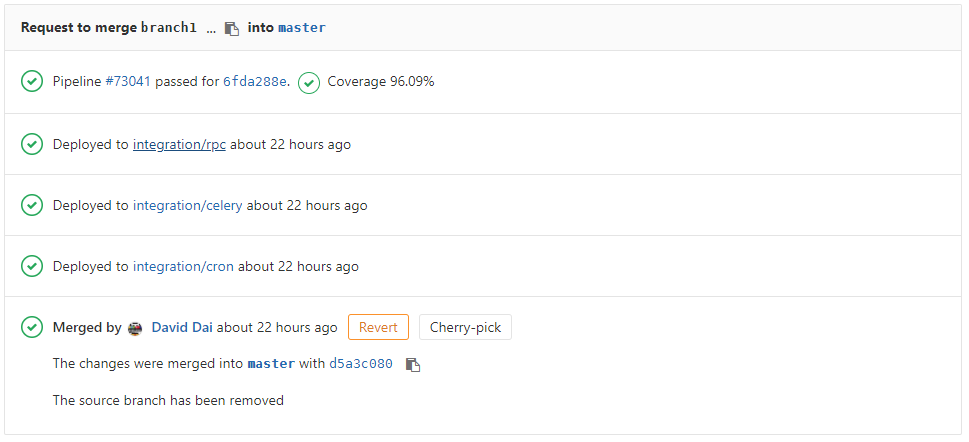 Request to merge branch1 ... into master
Pipeline #73041 passed for 6fda288e. Coverage 96.09%
Deployed to integration/rpc about 22 hours ago
Deployed to integration/celery about 22 hours ago
Deployed to integration/cron about 22 hours ago
Merged by David Dai about 22 hours ago Revert Cherry-pick
The changes were merged into master with d5a3c080
The source branch has been removed